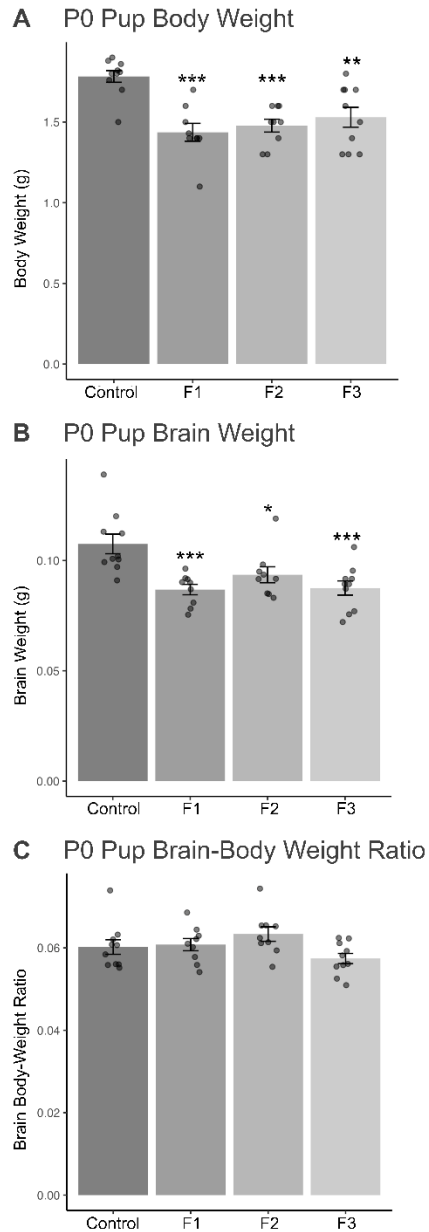 A P0 Pup Body Weight
***
***
**
1.5
1.0
0.5
0.0
Body Weight (g)
Control F1 F2 F3
B P0 Pup Brain Weight
***
*
***
0.10
0.05
0.00
Brain Weight (g)
Control F1 F2 F3
C P0 Pup Brain-Body Weight Ratio
0.06
0.04
0.02
0.00
Brain Body-Weight Ratio
Control F1 F2 F3